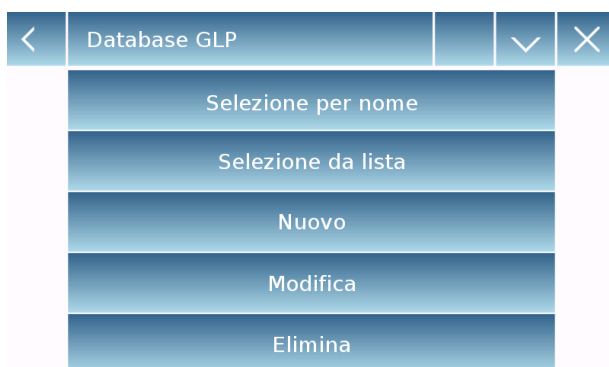 Database GLP
Selezione per nome
Selezione da lista
Nuovo
Modifica
Elimina